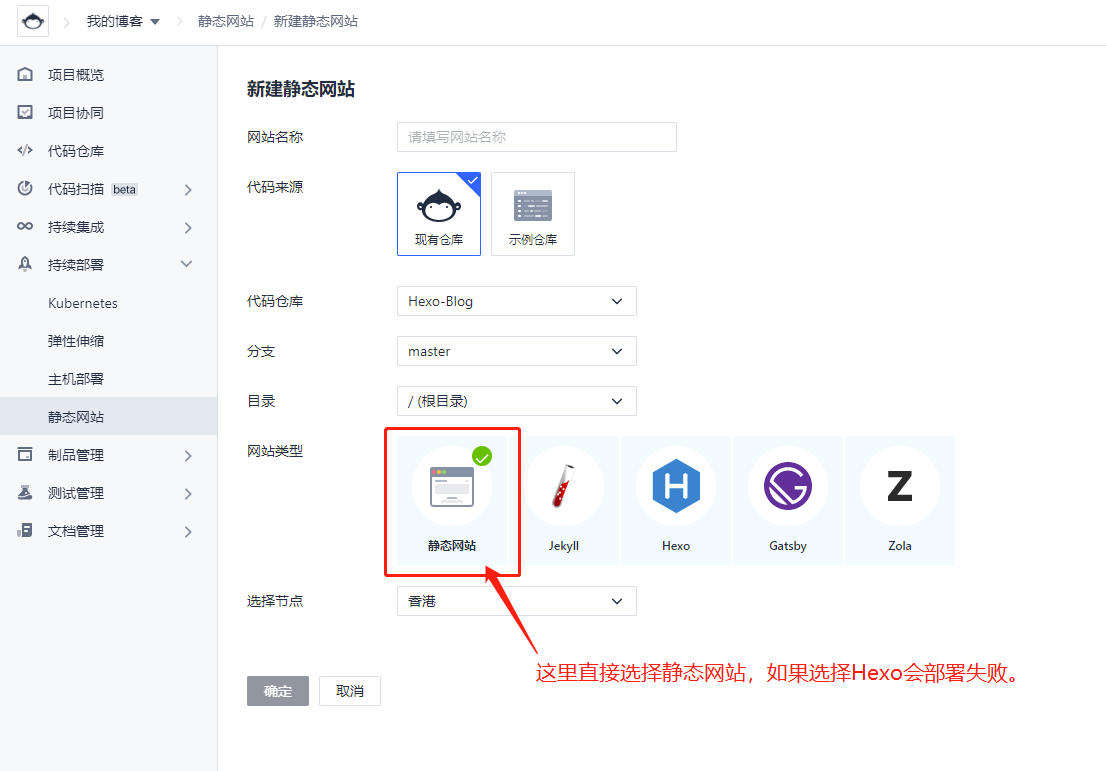 我的博客
静态网站 / 新建静态网站
项目概览
项目协同
代码仓库
代码扫描 beta
持续集成
持续部署
Kubernetes
弹性伸缩
主机部署
静态网站
制品管理
测试管理
文档管理
新建静态网站
网站名称 请填写网站名称
代码来源
现有仓库 示例仓库
代码仓库 Hexo-Blog
分支 master
目录 / (根目录)
网站类型
静态网站 Jekyll Hexo Gatsby Zola
选择节点 香港
这里直接选择静态网站，如果选择Hexo会部署失败。
确定 取消